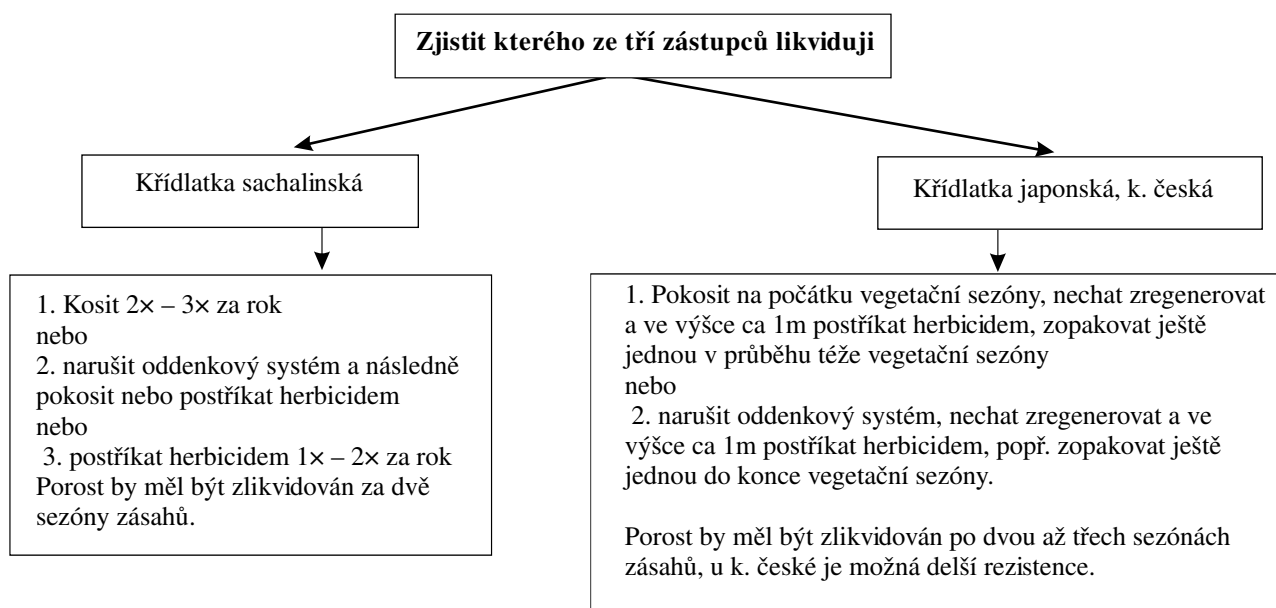 Zjistit kterého ze tří zástupců likviduji
Křídlatka sachalinská
Křídlatka japonská, k. česká
1. Kosit 2× – 3× za rok
nebo
2. narušit oddenkový systém a následně
pokosit nebo postříkat herbicidem
nebo
3. postříkat herbicidem 1× – 2× za rok
Porost by měl být zlikvidován za dvě
sezóny zásahů.
1. Pokosit na počátku vegetační sezóny, nechat zregenerovat
a ve výšce ca 1m postříkat herbicidem, zopakovat ještě
jednou v průběhu téže vegetační sezóny
nebo
2. narušit oddenkový systém, nechat zregenerovat a ve
výšce ca 1m postříkat herbicidem, popř. zopakovat ještě
jednou do konce vegetační sezóny.
Porost by měl být zlikvidován po dvou až třech sezónách
zásahů, u k. české je možná delší rezistence.